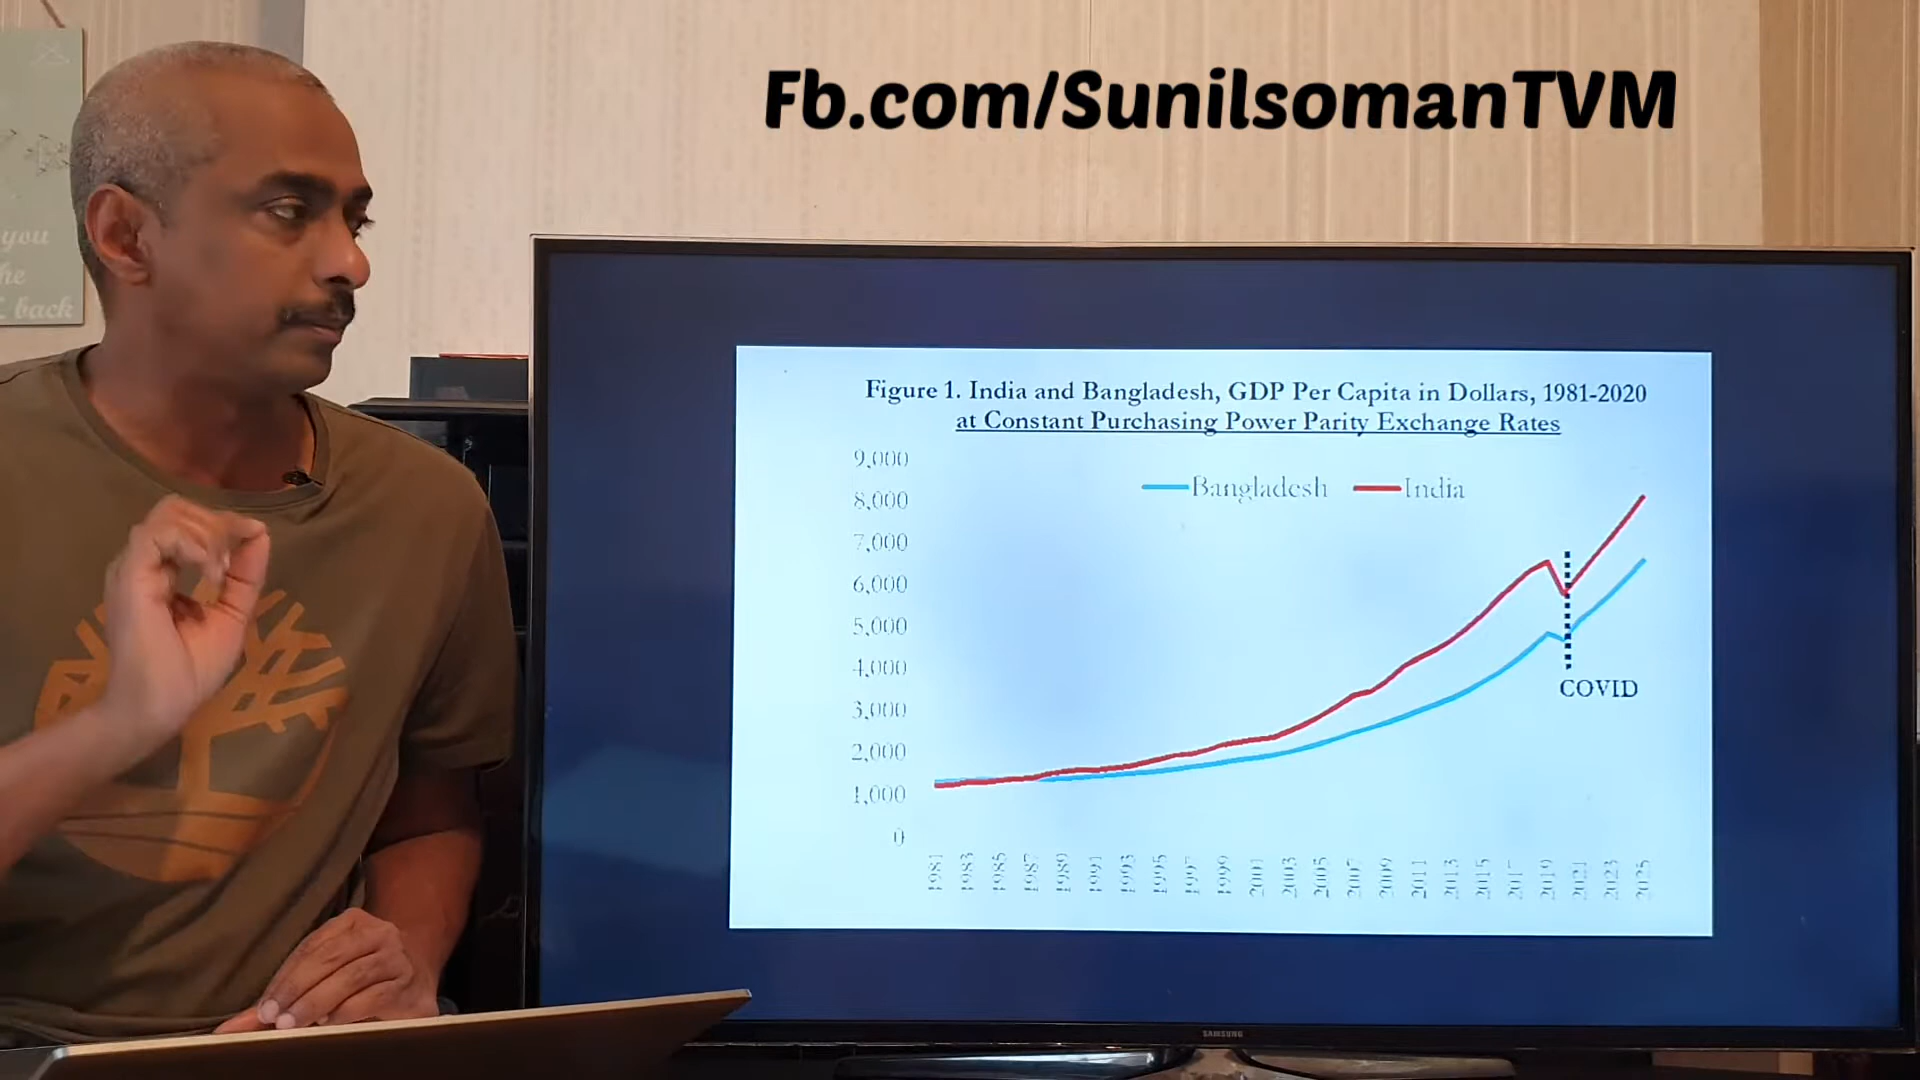 Fb.com/SunilsomanTVM
you
he
back
Figure 1. India and Bangladesh, GDP Per Capita in Dollars, 1981-2020
at Constant Purchasing Power Parity Exchange Rates
9,000
Bangladesh India
8,000
7,000
6,000
5,000
4,000
3,000
2,000
1,000
0
COVID
1981 1983 1985 1987 1989 1991 1993 1995 1997 1999 2001 2003 2005 2007 2009 2011 2013 2015 2017 2019 2021 2023 2025
SAMSUNG